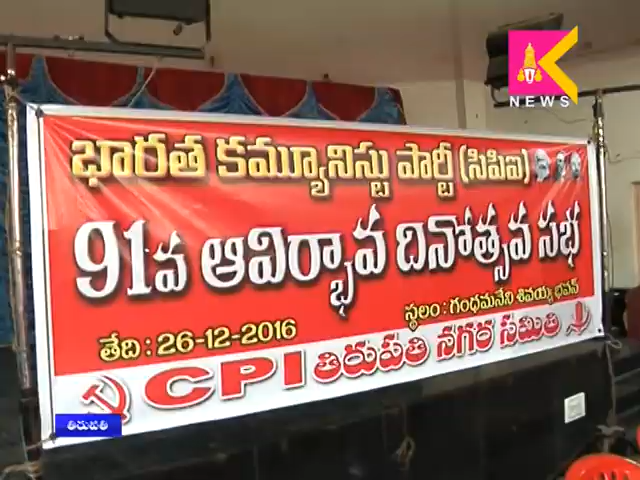 K
NEWS
భారత కమ్యూనిస్టు పార్టీ (సిపిఐ)
91వ ఆవిర్భావ దినోత్సవ సభ
తేది : 26-12-2016
స్థలం : గంధమనేని శివయ్య భవన్
CPI తిరుపతి నగర సమితి
తిరుపతి